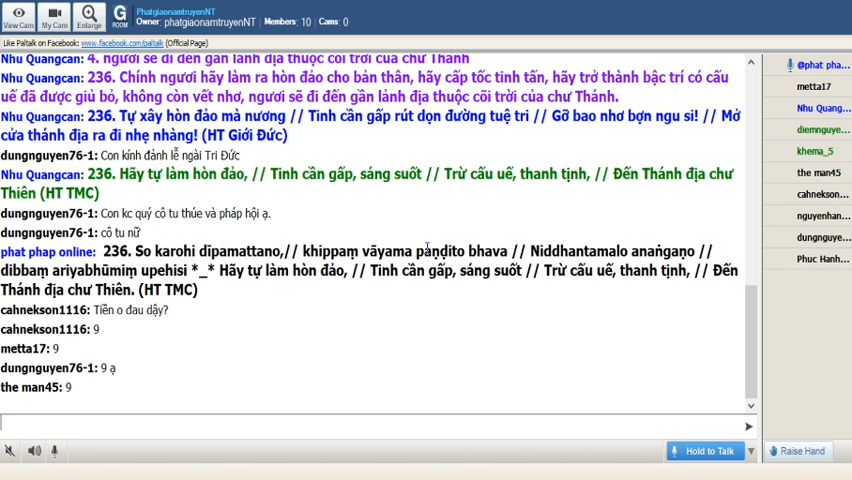 PhatgiaonamtruyenNT
Owner: phatgiaonamtruyenNT Members: 10 Cams: 0
View Cam My Cam Enlarge G ROOM
Like Paltalk on Facebook: www.facebook.com/paltalk (Official Page)
Nhu Quangcan: 4. ngươi sẽ đi đến gần lãnh địa thuộc cõi trời của chư Thánh
Nhu Quangcan: 236. Chính ngươi hãy làm ra hòn đảo cho bản thân, hãy cấp tốc tinh tấn, hãy trở thành bậc trí có cấu
uế đã được giủ bỏ, không còn vết nhơ, ngươi sẽ đi đến gần lãnh địa thuộc cõi trời của chư Thánh.
Nhu Quangcan: 236. Tự xây hòn đảo mà nương // Tinh cần gấp rút dọn đường tuệ tri // Gỡ bao nhơ bợn ngu si! // Mở
cửa thánh địa ra đi nhẹ nhàng! (HT Giới Đức)
dungnguyen76-1: Con kính đảnh lễ ngài Tri Đức
Nhu Quangcan: 236. Hãy tự làm hòn đảo, // Tinh cần gấp, sáng suốt // Trừ cấu uế, thanh tịnh, // Đến Thánh địa chư
Thiên (HT TMC)
dungnguyen76-1: Con kc quý cô tu thúe và pháp hội ạ.
dungnguyen76-1: cô tu nữ
phat phap online: 236. So karohi dīpamattano,// khippaṃ vāyama paṇḍito bhava // Niddhantamalo anaṅgaṇo //
dibbaṃ ariyabhūmiṃ upehisi *_* Hãy tự làm hòn đảo, // Tinh cần gấp, sáng suốt // Trừ cấu uế, thanh tịnh, // Đến
Thánh địa chư Thiên. (HT TMC)
cahnekson1116: Tiền o đau dậy?
cahnekson1116: 9
metta17: 9
dungnguyen76-1: 9 ạ
the man45: 9
@phat pha...
metta17
Nhu Quang...
diemnguye...
khema_5
the man45
cahnekson...
nguyenhan...
dungnguye...
Phuc Hanh...
Hold to Talk
Raise Hand